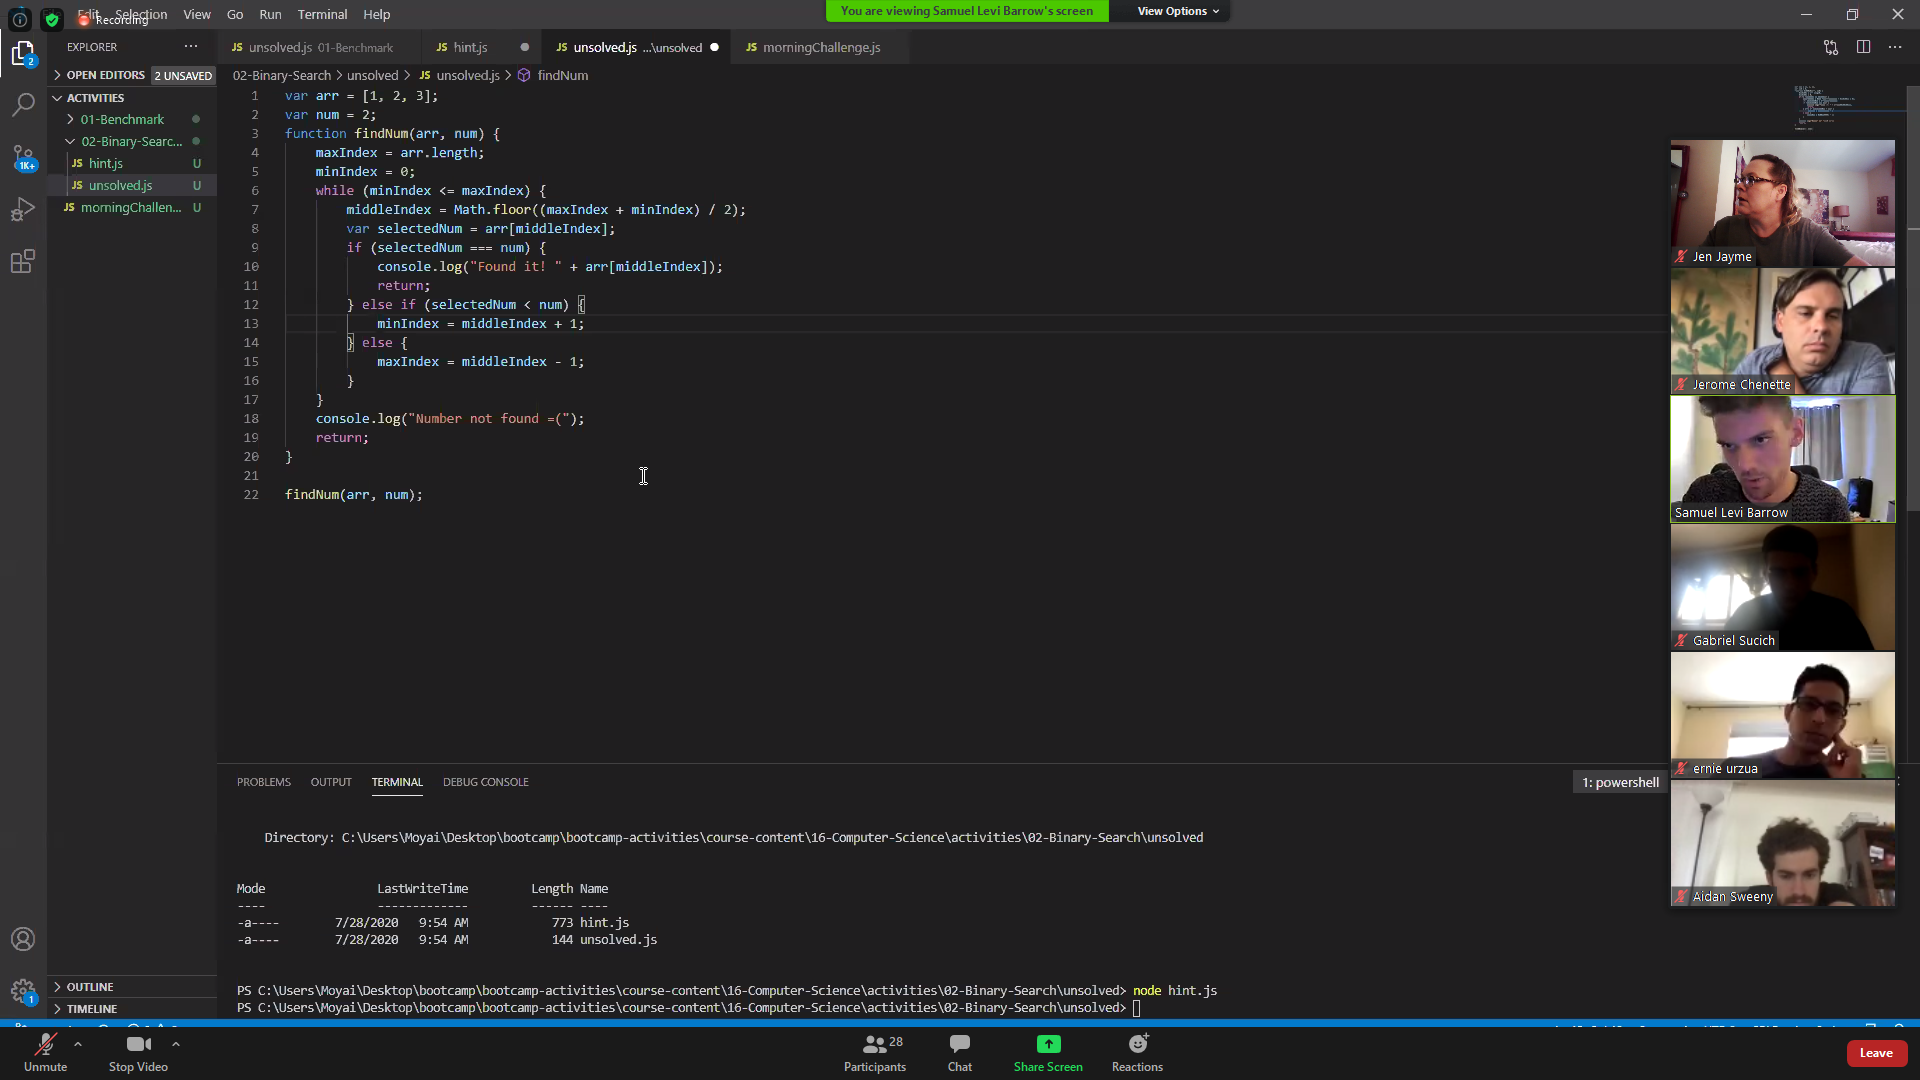 Edit Selection View Go Run Terminal Help
Recording
You are viewing Samuel Levi Barrow's screen
View Options
EXPLORER
OPEN EDITORS 2 UNSAVED
ACTIVITIES
01-Benchmark
02-Binary-Searc...
JS hint.js U
JS unsolved.js U
JS morningChallen... U
2
1K+
1
JS unsolved.js 01-Benchmark
JS hint.js
JS unsolved.js ...\unsolved
JS morningChallenge.js
02-Binary-Search > unsolved > JS unsolved.js > findNum
1 var arr = [1, 2, 3];
2 var num = 2;
3 function findNum(arr, num) {
4 maxIndex = arr.length;
5 minIndex = 0;
6 while (minIndex <= maxIndex) {
7 middleIndex = Math.floor((maxIndex + minIndex) / 2);
8 var selectedNum = arr[middleIndex];
9 if (selectedNum === num) {
10 console.log("Found it! " + arr[middleIndex]);
11 return;
12 } else if (selectedNum < num) {
13 minIndex = middleIndex + 1;
14 } else {
15 maxIndex = middleIndex - 1;
16 }
17 }
18 console.log("Number not found =(");
19 return;
20 }
21
22 findNum(arr, num);
Jen Jayme
Jerome Chenette
Samuel Levi Barrow
Gabriel Sucich
ernie urzua
Aidan Sweeny
PROBLEMS OUTPUT TERMINAL DEBUG CONSOLE
1: powershell
Directory: C:\Users\Moyai\Desktop\bootcamp\bootcamp-activities\course-content\16-Computer-Science\activities\02-Binary-Search\unsolved
Mode LastWriteTime Length Name
---- ------------- ------ ----
-a---- 7/28/2020 9:54 AM 773 hint.js
-a---- 7/28/2020 9:54 AM 144 unsolved.js
PS C:\Users\Moyai\Desktop\bootcamp\bootcamp-activities\course-content\16-Computer-Science\activities\02-Binary-Search\unsolved> node hint.js
PS C:\Users\Moyai\Desktop\bootcamp\bootcamp-activities\course-content\16-Computer-Science\activities\02-Binary-Search\unsolved>
OUTLINE
TIMELINE
Unmute
Stop Video
28
Participants
Chat
Share Screen
Reactions
Leave